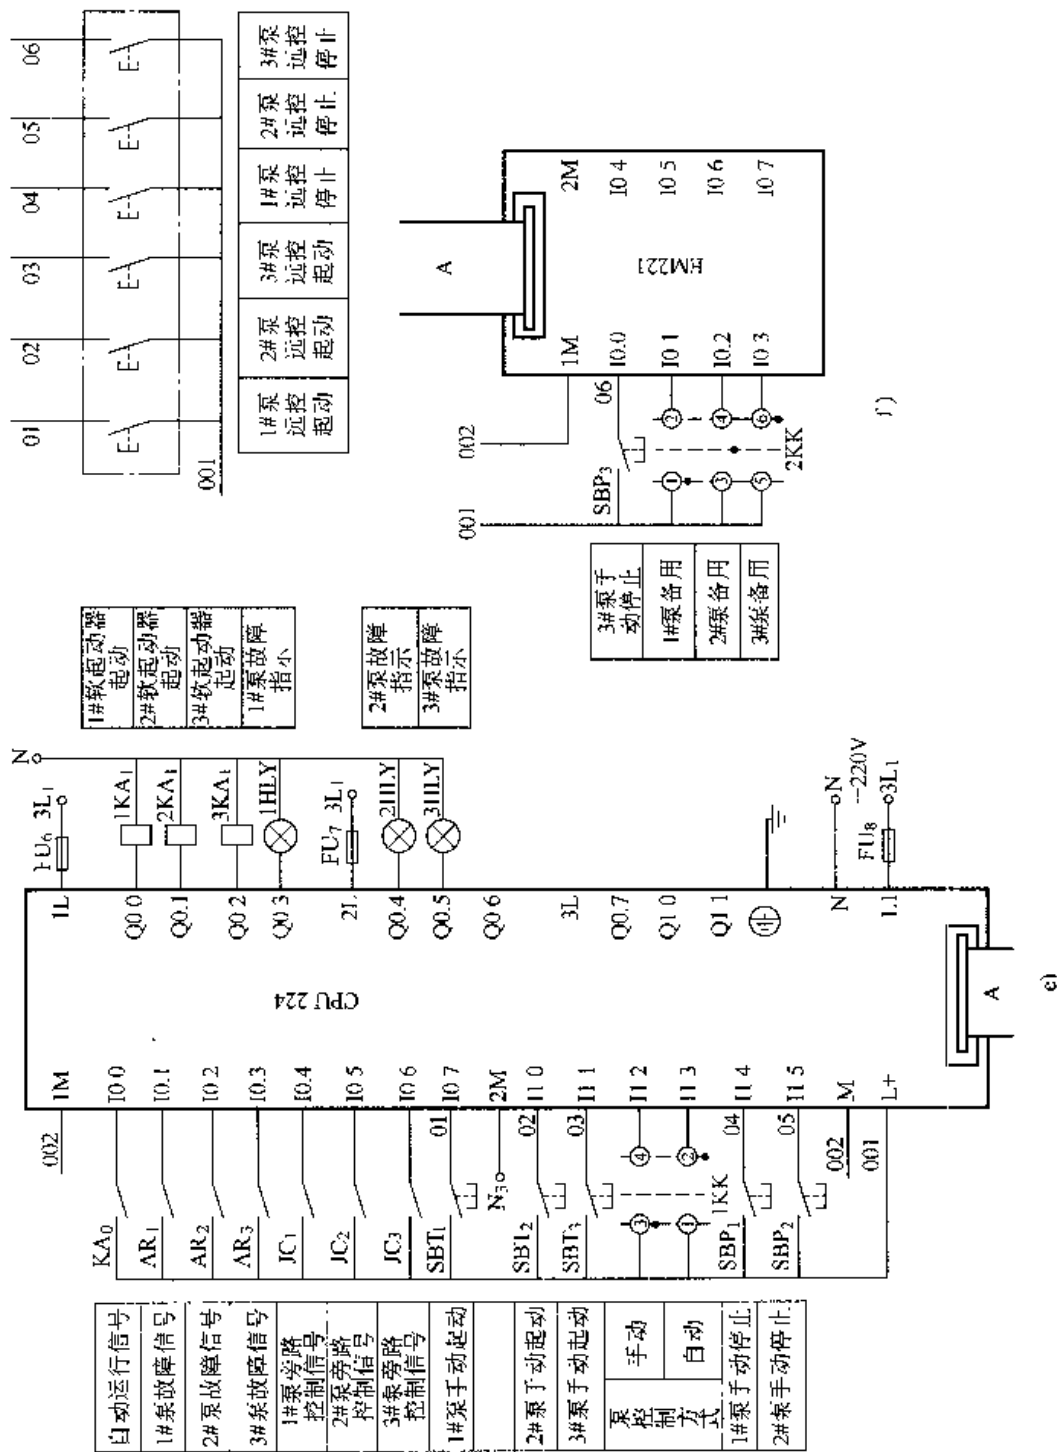 01
02
03
04
05
06
001
1#泵
远控
起动
2#泵
远控
起动
3#泵
远控
起动
1#泵
远控
停止
2#泵
远控
停止
3#泵
远控
停止
A
EM221
1M
I0.0
I0 1
I0.2
I0 3
2M
I0 4
I0 5
I0 6
I0 7
002
001
06
SBP3
①
②
③
④
⑤
⑥
2KK
3#泵手
动停止
1#泵备用
2#泵备用
3#泵备用
f)
自动运行信号
1#泵故障信号
2#泵故障信号
3#泵故障信号
1#泵旁路
控制信号
2#泵旁路
控制信号
3#泵旁路
控制信号
1#泵手动起动
2#泵手动起动
3#泵手动起动
泵控制方式
手动
自动
1#泵手动停止
2#泵手动停止
002
KA0
AR1
AR2
AR3
JC1
JC2
JC3
SBT1
01
N3
SBT2
02
SBT3
03
③
④
①
②
1KK
SBP1
04
SBP2
05
002
001
1M
I0 0
I0.1
I0 2
I0.3
I0.4
I0 5
I0 6
I0 7
2M
I1 0
I1 1
I1 2
I1 3
I1 4
I1 5
M
L+
CPU 224
1L
Q0 0
Q0.1
Q0 2
Q0.3
2L
Q0.4
Q0.5
Q0 6
3L
Q0.7
Q1 0
Q1 1
N
L1
FU6
3L1
N
1KA1
2KA1
3KA1
1HLY
FU7
3L1
2HLY
3HLY
N
~220V
FU8
3L1
1#软起动器
起动
2#软起动器
起动
3#软起动器
起动
1#泵故障
指示
2#泵故障
指示
3#泵故障
指示
A
e)